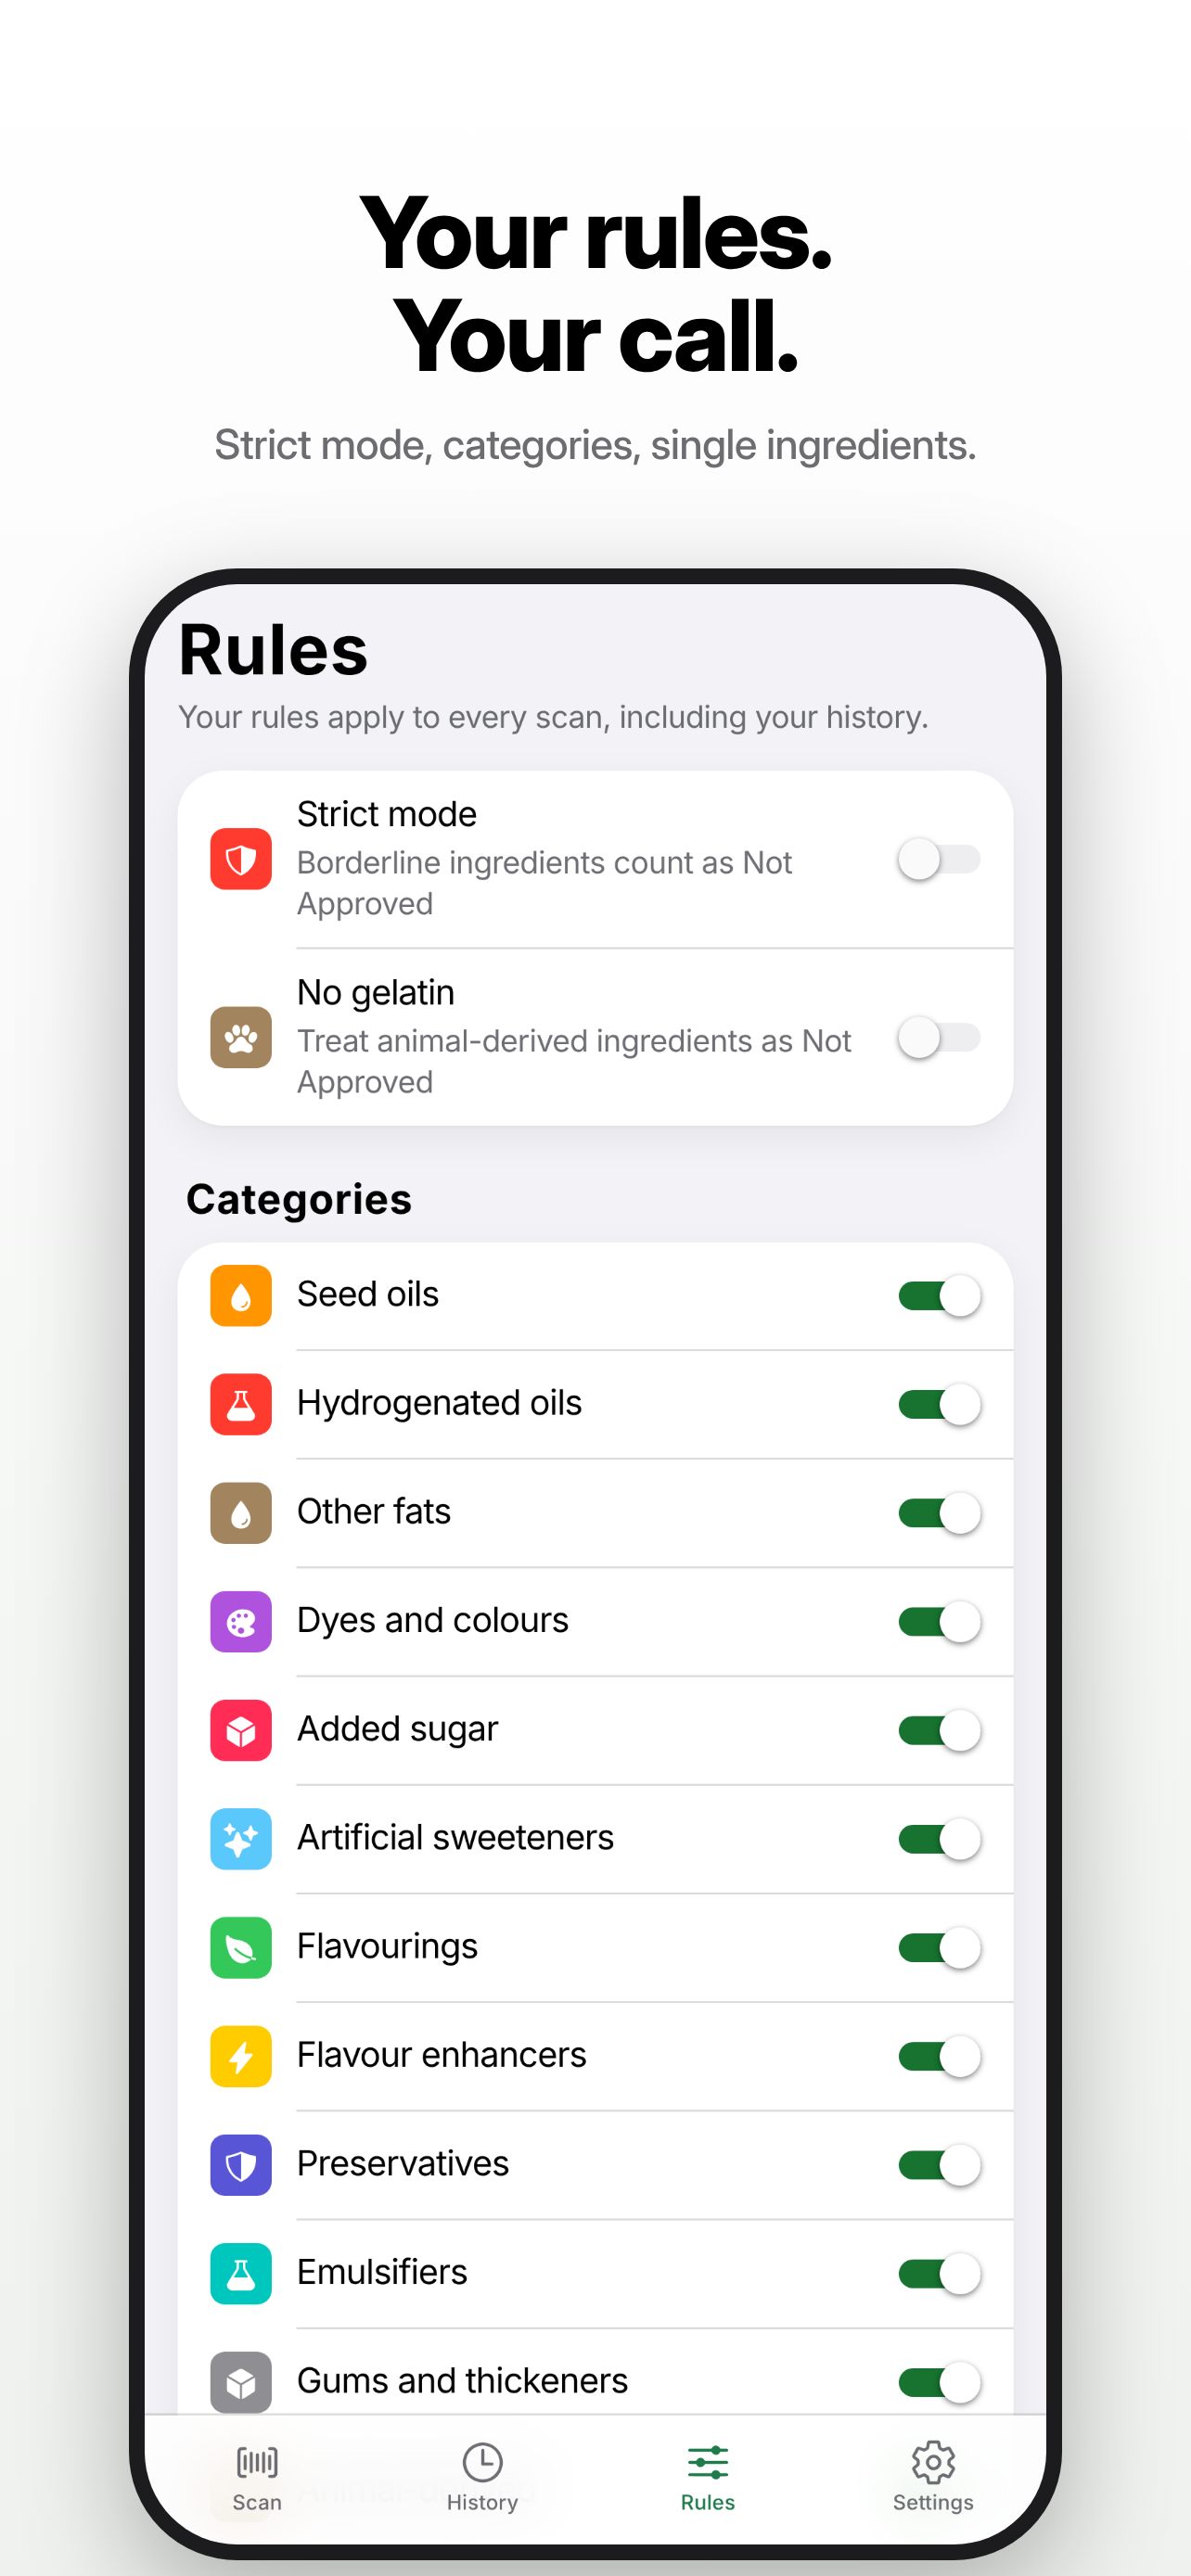 Your rules.
Your call.
Strict mode, categories, single ingredients.
Rules
Your rules apply to every scan, including your history.
Strict mode
Borderline ingredients count as Not
Approved
No gelatin
Treat animal-derived ingredients as Not
Approved
Categories
Seed oils
Hydrogenated oils
Other fats
Dyes and colours
Added sugar
Artificial sweeteners
Flavourings
Flavour enhancers
Preservatives
Emulsifiers
Gums and thickeners
Scan
History
Rules
Settings